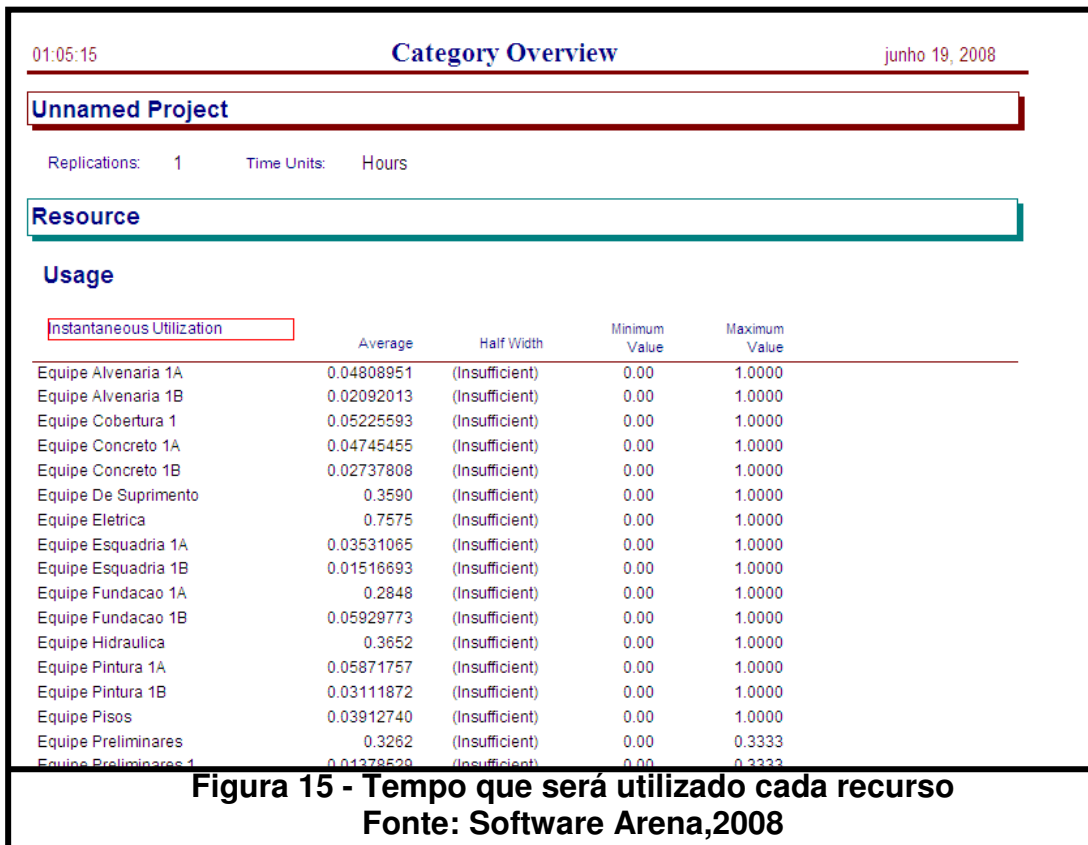 01:05:15 Category Overview junho 19, 2008
Unnamed Project
Replications: 1 Time Units: Hours
Resource
Usage
Instantaneous Utilization Average Half Width Minimum Value Maximum Value
Equipe Alvenaria 1A 0.04808951 (Insufficient) 0.00 1.0000
Equipe Alvenaria 1B 0.02092013 (Insufficient) 0.00 1.0000
Equipe Cobertura 1 0.05225593 (Insufficient) 0.00 1.0000
Equipe Concreto 1A 0.04745455 (Insufficient) 0.00 1.0000
Equipe Concreto 1B 0.02737808 (Insufficient) 0.00 1.0000
Equipe De Suprimento 0.3590 (Insufficient) 0.00 1.0000
Equipe Eletrica 0.7575 (Insufficient) 0.00 1.0000
Equipe Esquadria 1A 0.03531065 (Insufficient) 0.00 1.0000
Equipe Esquadria 1B 0.01516693 (Insufficient) 0.00 1.0000
Equipe Fundacao 1A 0.2848 (Insufficient) 0.00 1.0000
Equipe Fundacao 1B 0.05929773 (Insufficient) 0.00 1.0000
Equipe Hidraulica 0.3652 (Insufficient) 0.00 1.0000
Equipe Pintura 1A 0.05871757 (Insufficient) 0.00 1.0000
Equipe Pintura 1B 0.03111872 (Insufficient) 0.00 1.0000
Equipe Pisos 0.03912740 (Insufficient) 0.00 1.0000
Equipe Preliminares 0.3262 (Insufficient) 0.00 0.3333
Equipe Preliminares 1 0.01378529 (Insufficient) 0.00 0.3333
Figura 15 - Tempo que será utilizado cada recurso
Fonte: Software Arena,2008